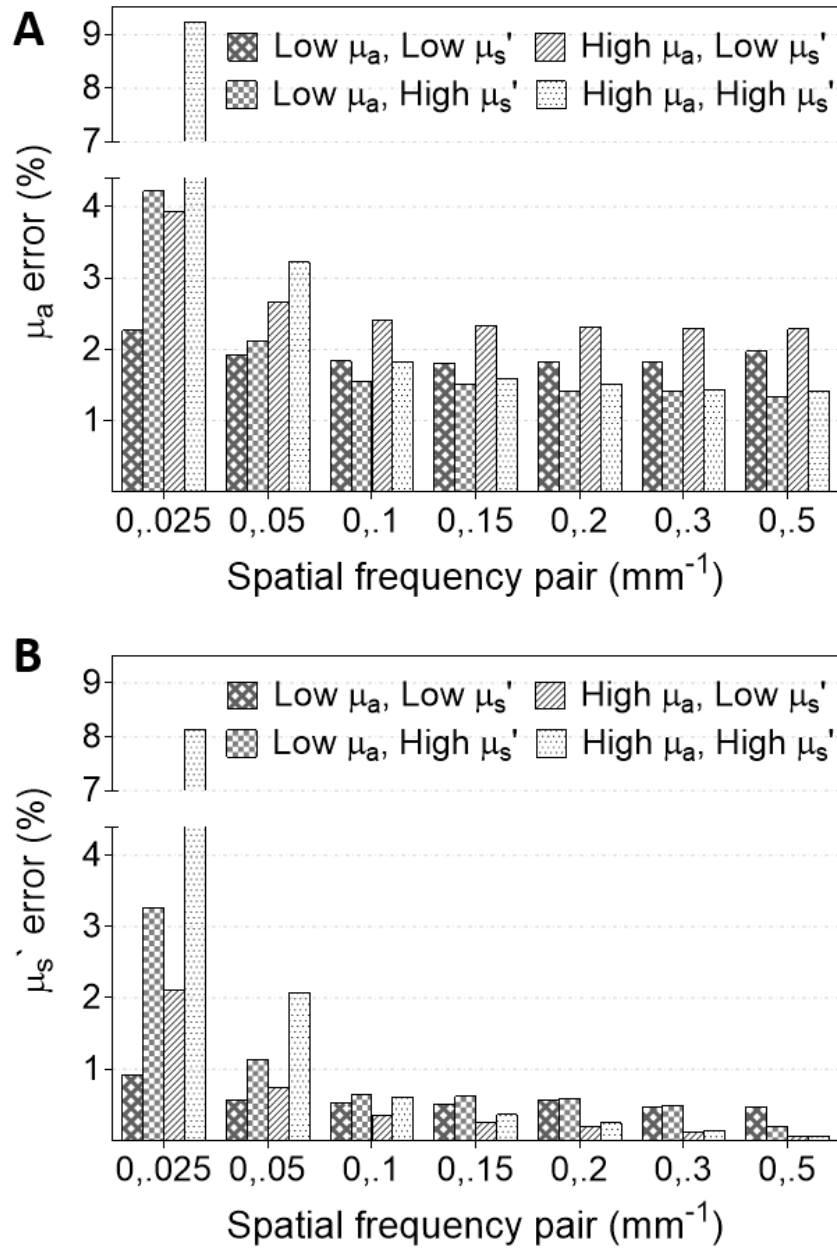 A
Low μa, Low μs' High μa, Low μs'
Low μa, High μs' High μa, High μs'
μa error (%)
9
8
7
4
3
2
1
0,.025 0,.05 0,.1 0,.15 0,.2 0,.3 0,.5
Spatial frequency pair (mm⁻¹)
B
Low μa, Low μs' High μa, Low μs'
Low μa, High μs' High μa, High μs'
μs` error (%)
9
8
7
4
3
2
1
0,.025 0,.05 0,.1 0,.15 0,.2 0,.3 0,.5
Spatial frequency pair (mm⁻¹)